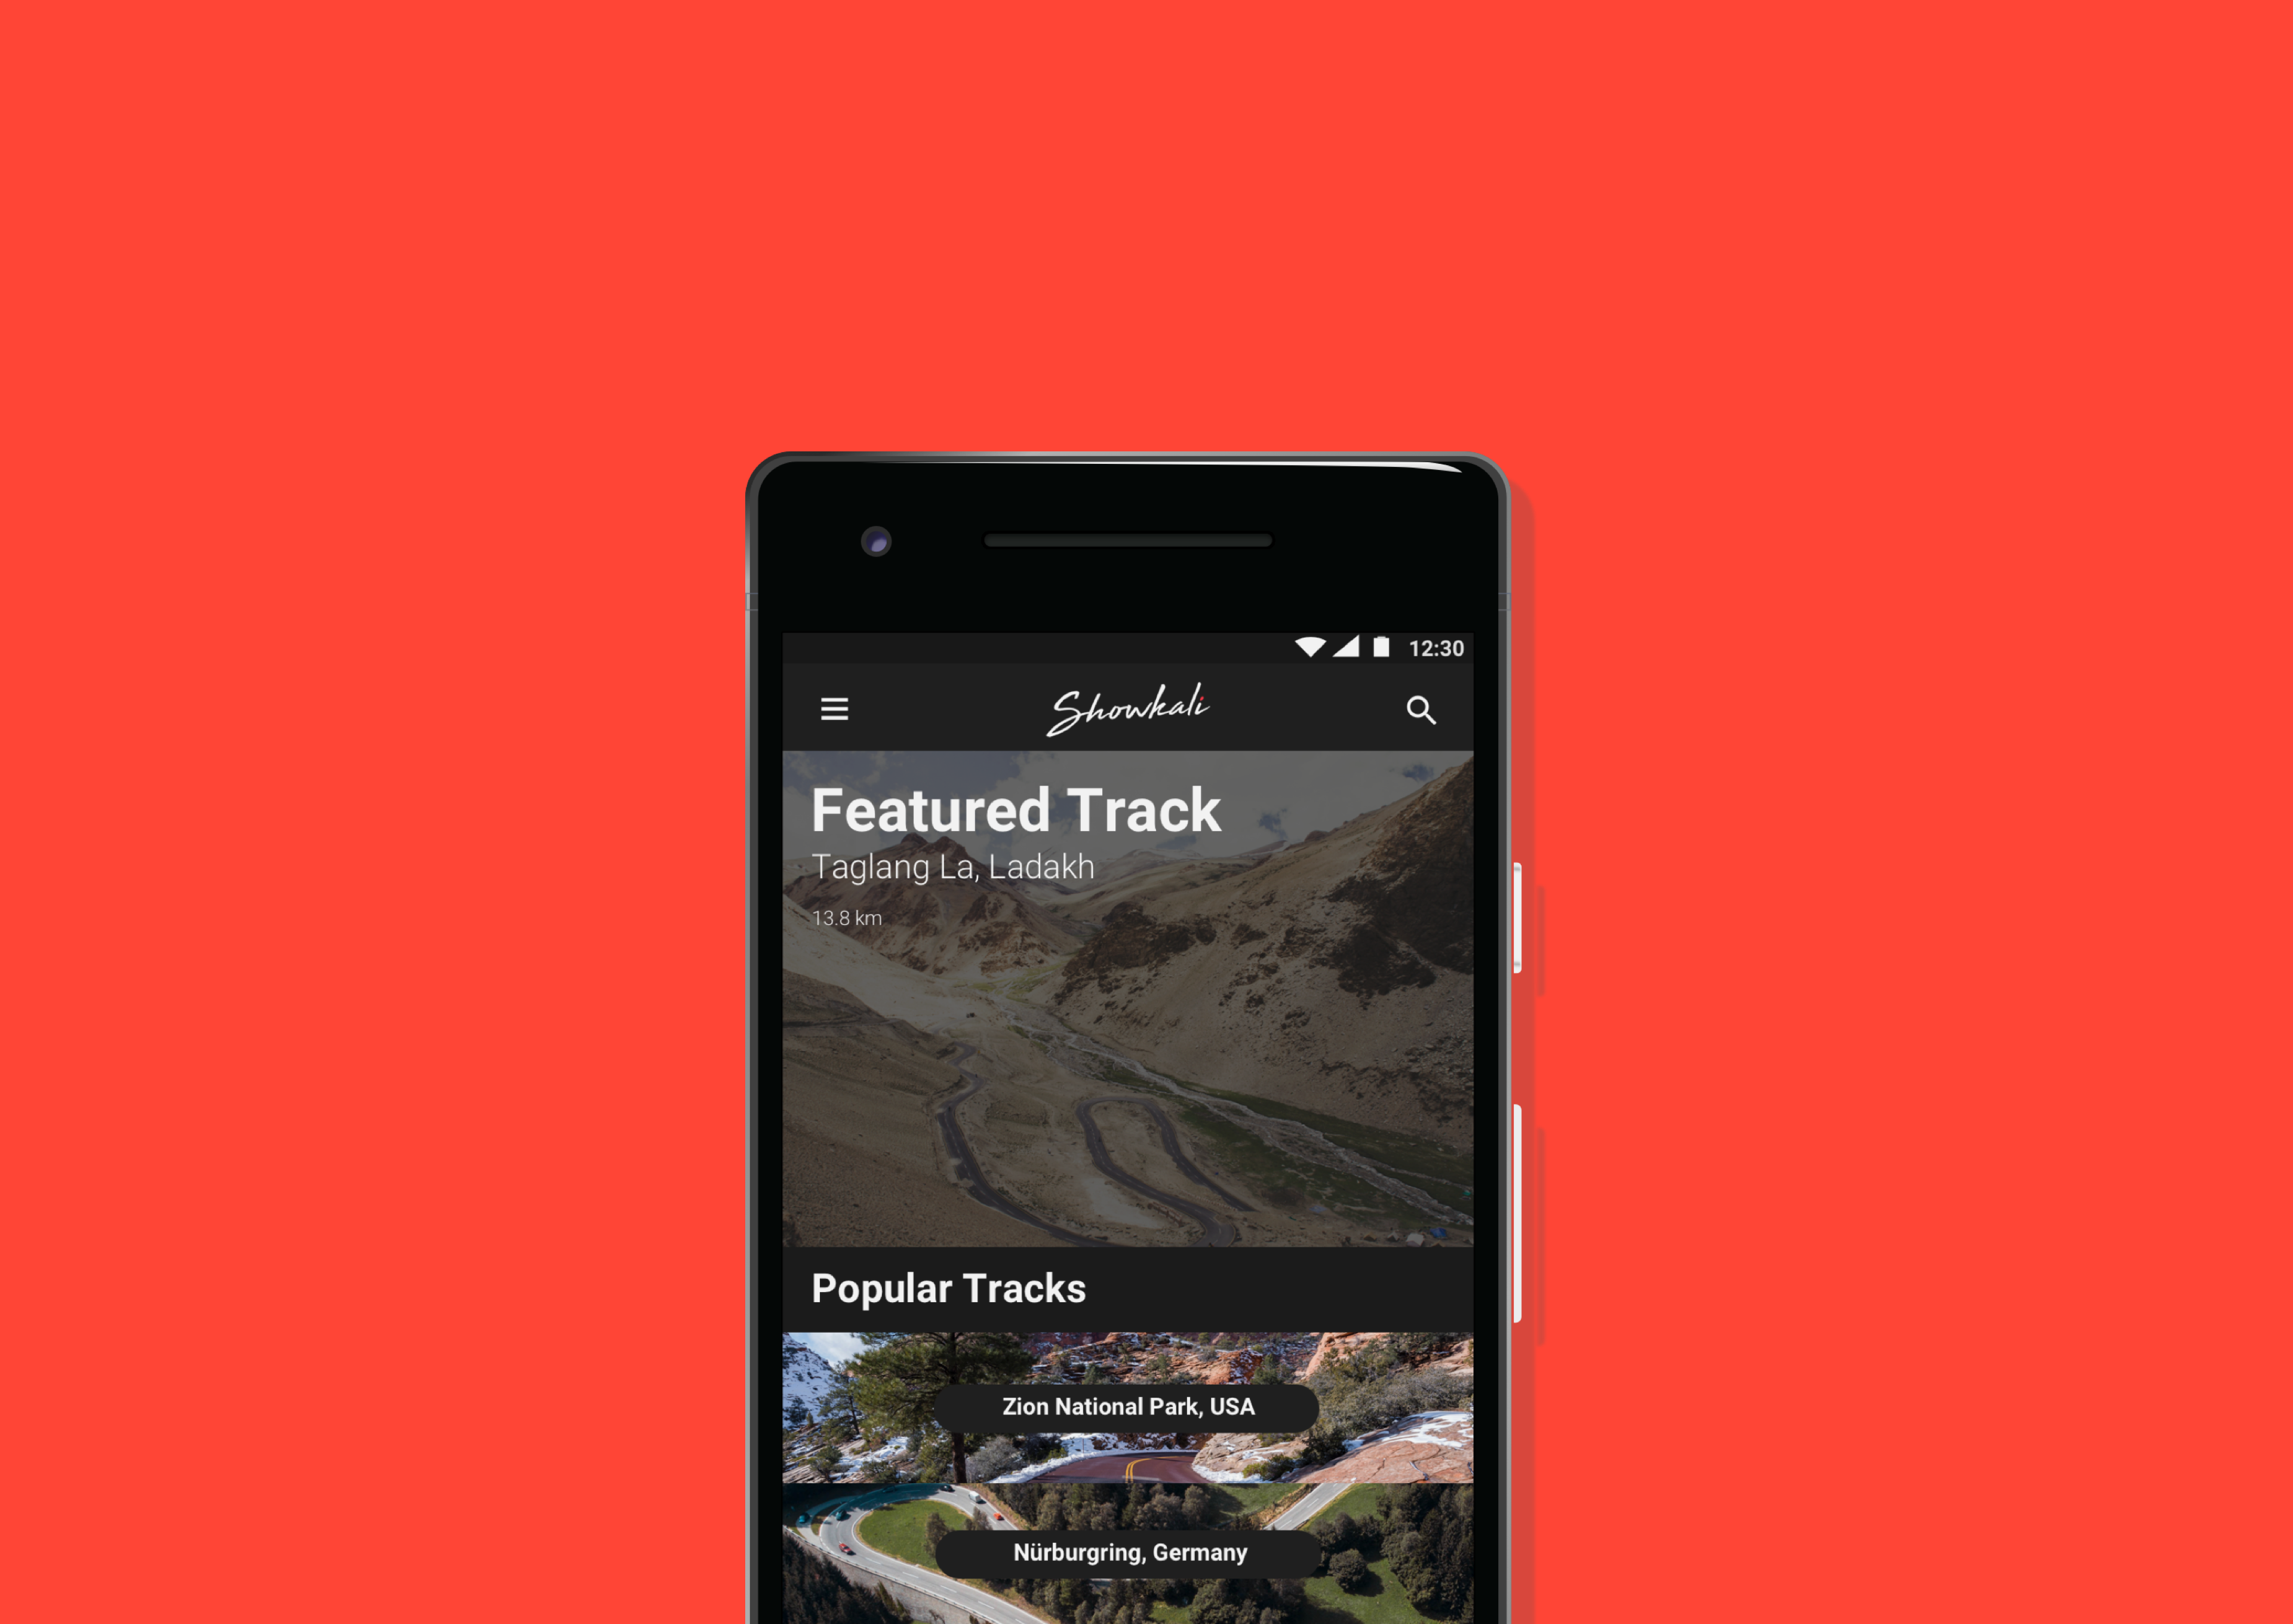 12:30
Showkali
Featured Track
Taglang La, Ladakh
13.8 km
Popular Tracks
Zion National Park, USA
Nürburgring, Germany